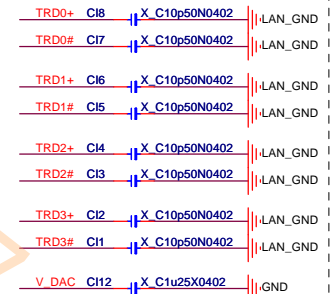 TRD0+ CI8 X_C10p50N0402 LAN_GND
TRD0# CI7 X_C10p50N0402 LAN_GND
TRD1+ CI6 X_C10p50N0402 LAN_GND
TRD1# CI5 X_C10p50N0402 LAN_GND
TRD2+ CI4 X_C10p50N0402 LAN_GND
TRD2# CI3 X_C10p50N0402 LAN_GND
TRD3+ CI2 X_C10p50N0402 LAN_GND
TRD3# CI1 X_C10p50N0402 LAN_GND
V_DAC CI12 X_C1u25X0402 GND